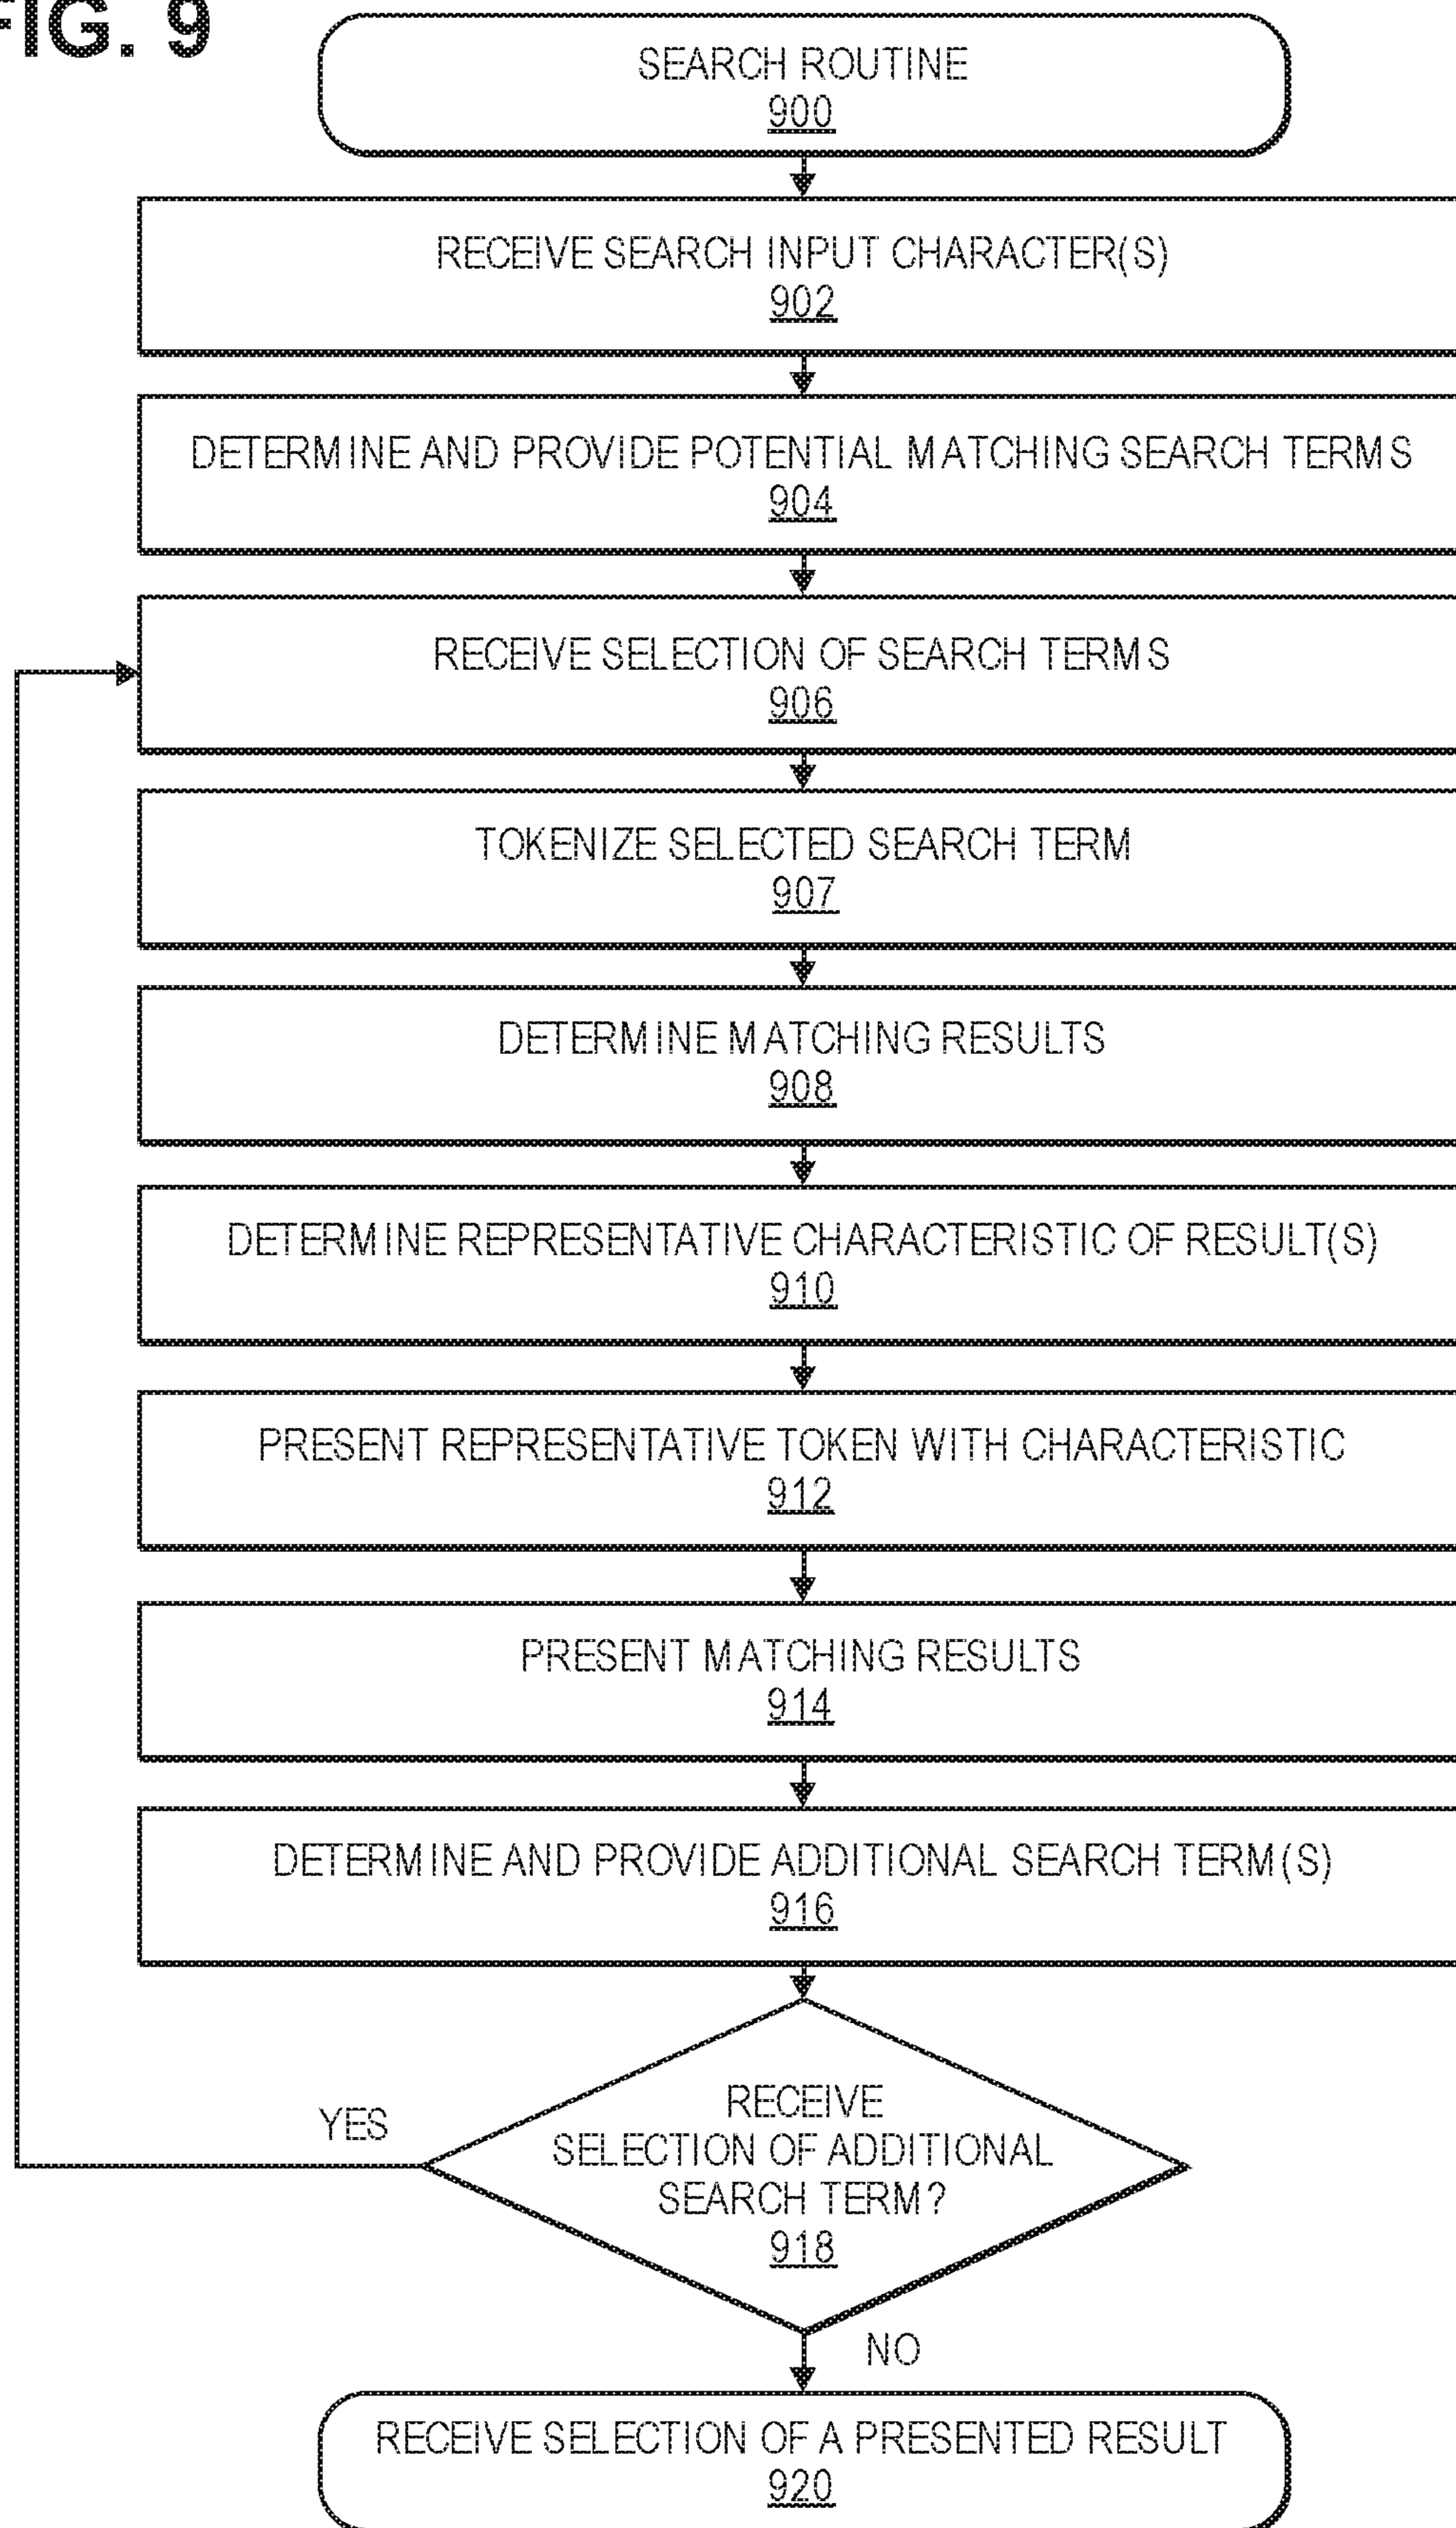 FIG. 9
SEARCH ROUTINE
900
RECEIVE SEARCH INPUT CHARACTER(S)
902
DETERMINE AND PROVIDE POTENTIAL MATCHING SEARCH TERMS
904
RECEIVE SELECTION OF SEARCH TERMS
906
TOKENIZE SELECTED SEARCH TERM
907
DETERMINE MATCHING RESULTS
908
DETERMINE REPRESENTATIVE CHARACTERISTIC OF RESULT(S)
910
PRESENT REPRESENTATIVE TOKEN WITH CHARACTERISTIC
912
PRESENT MATCHING RESULTS
914
DETERMINE AND PROVIDE ADDITIONAL SEARCH TERM(S)
916
RECEIVE
SELECTION OF ADDITIONAL
SEARCH TERM?
918
YES
NO
RECEIVE SELECTION OF A PRESENTED RESULT
920